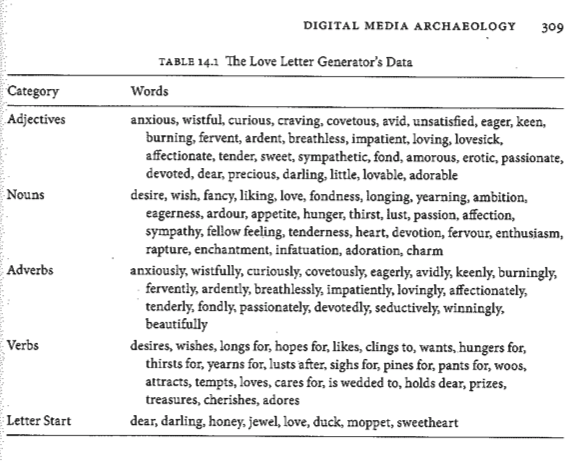 DIGITAL MEDIA ARCHAEOLOGY 309
TABLE 14.1 The Love Letter Generator's Data
Category Words
Adjectives anxious, wistful, curious, craving, covetous, avid, unsatisfied, eager, keen,
burning, fervent, ardent, breathless, impatient, loving, lovesick,
affectionate, tender, sweet, sympathetic, fond, amorous, erotic, passionate,
devoted, dear, precious, darling, little, lovable, adorable
Nouns desire, wish, fancy, liking, love, fondness, longing, yearning, ambition,
eagerness, ardour, appetite, hunger, thirst, lust, passion, affection,
sympathy, fellow feeling, tenderness, heart, devotion, fervour, enthusiasm,
rapture, enchantment, infatuation, adoration, charm
Adverbs anxiously, wistfully, curiously, covetously, eagerly, avidly, keenly, burningly,
fervently, ardently, breathlessly, impatiently, lovingly, affectionately,
tenderly, fondly, passionately, devotedly, seductively, winningly,
beautifully
Verbs desires, wishes, longs for, hopes for, likes, clings to, wants, hungers for,
thirsts for, yearns for, lusts after, sighs for, pines for, pants for, woos,
attracts, tempts, loves, cares for, is wedded to, holds dear, prizes,
treasures, cherishes, adores
Letter Start dear, darling, honey, jewel, love, duck, moppet, sweetheart